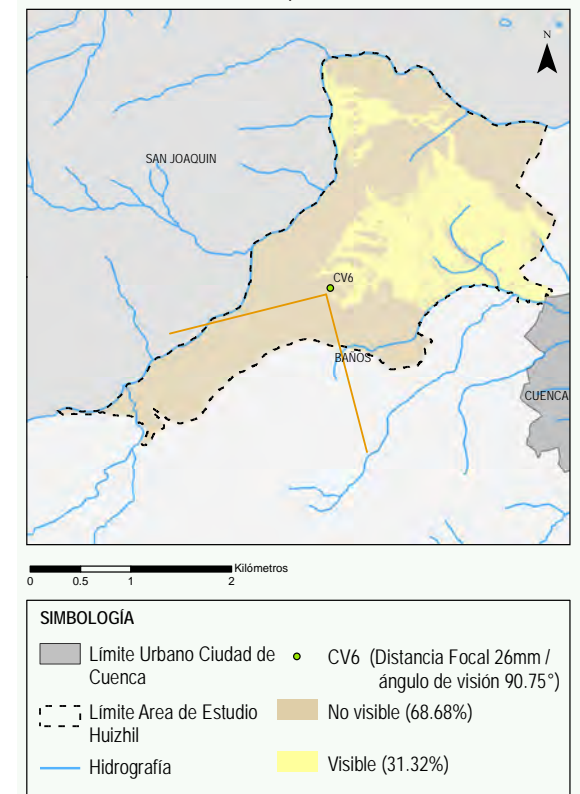 N
SAN JOAQUIN
CV6
BAÑOS
CUENCA
Kilómetros
0 0.5 1 2
SIMBOLOGÍA
Límite Urbano Ciudad de
Cuenca
CV6 (Distancia Focal 26mm /
ángulo de visión 90.75°)
Límite Area de Estudio
Huizhil
No visible (68.68%)
Hidrografía
Visible (31.32%)